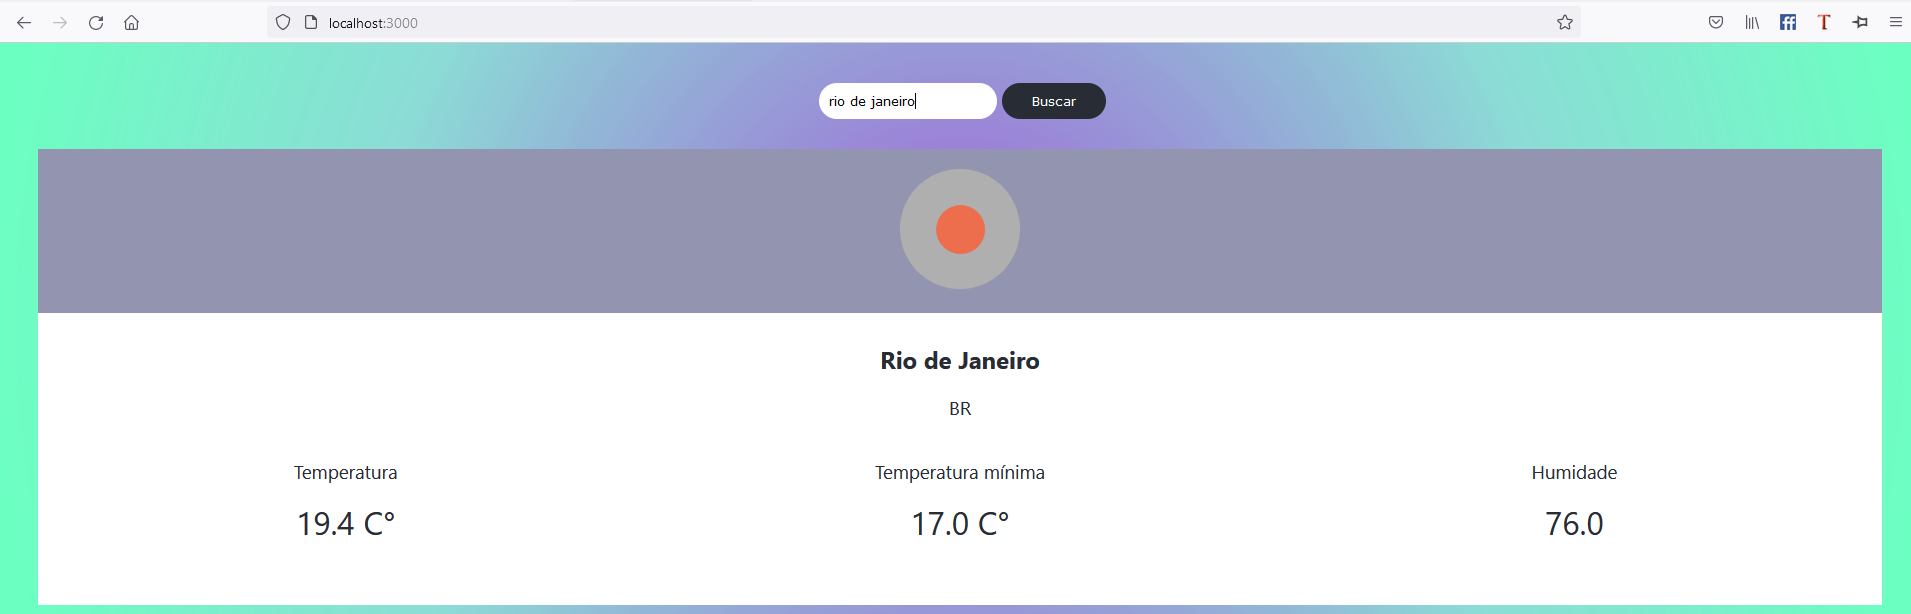 localhost:3000
rio de janeiro Buscar
Rio de Janeiro
BR
Temperatura Temperatura mínima Humidade
19.4 C° 17.0 C° 76.0